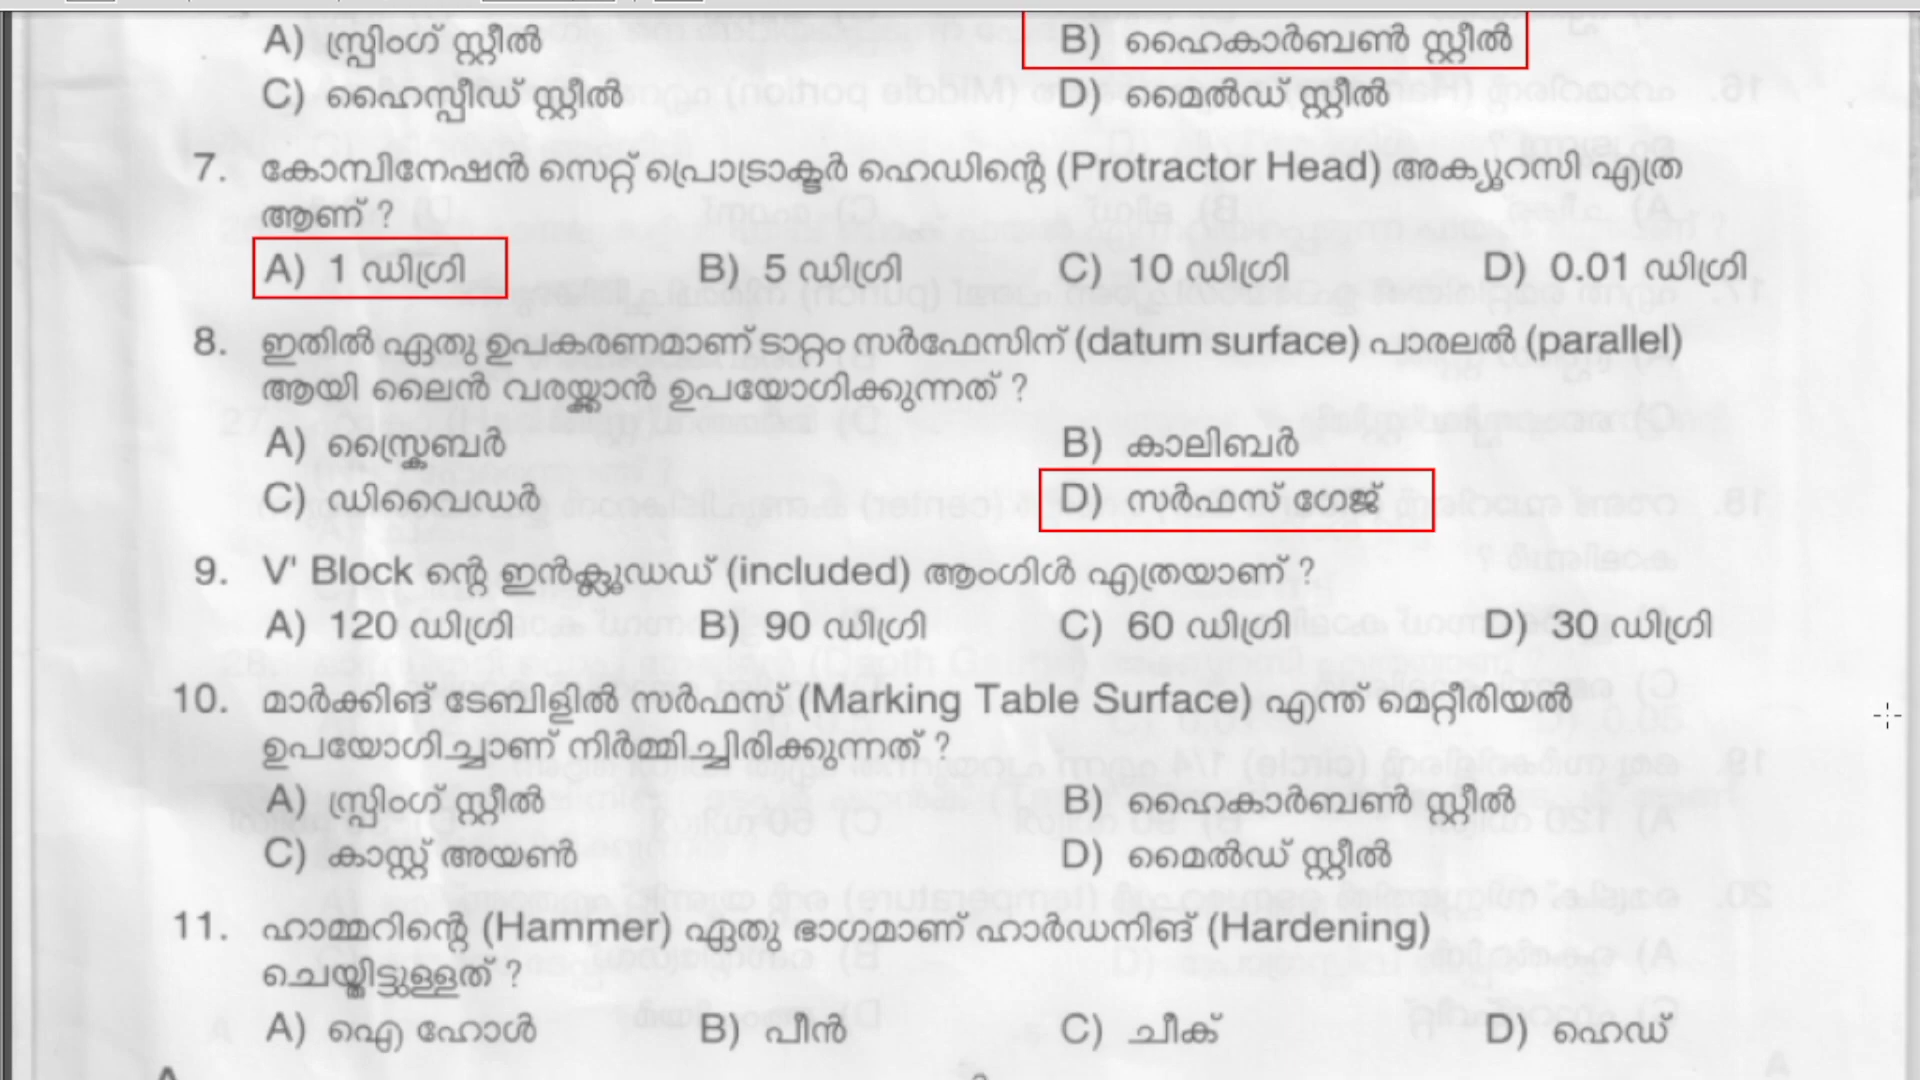 A) സ്പ്രിംഗ് സ്റ്റീൽ B) ഹൈകാർബൺ സ്റ്റീൽ
C) ഹൈസ്പീഡ് സ്റ്റീൽ D) മൈൽഡ് സ്റ്റീൽ
7. കോമ്പിനേഷൻ സെറ്റ് പ്രൊട്രാക്ടർ ഹെഡിന്റെ (Protractor Head) അക്യൂറസി എത്ര
ആണ് ?
A) 1 ഡിഗ്രി B) 5 ഡിഗ്രി C) 10 ഡിഗ്രി D) 0.01 ഡിഗ്രി
8. ഇതിൽ ഏതു ഉപകരണമാണ് ടാറ്റം സർഫേസിന് (datum surface) പാരലൽ (parallel)
ആയി ലൈൻ വരയ്ക്കാൻ ഉപയോഗിക്കുന്നത് ?
A) സ്ക്രൈബർ B) കാലിബർ
C) ഡിവൈഡർ D) സർഫസ് ഗേജ്
9. V' Block ന്റെ ഇൻക്ലൂഡഡ് (included) ആംഗിൾ എത്രയാണ് ?
A) 120 ഡിഗ്രി B) 90 ഡിഗ്രി C) 60 ഡിഗ്രി D) 30 ഡിഗ്രി
10. മാർക്കിങ് ടേബിളിൽ സർഫസ് (Marking Table Surface) എന്ത് മെറ്റീരിയൽ
ഉപയോഗിച്ചാണ് നിർമ്മിച്ചിരിക്കുന്നത് ?
A) സ്പ്രിംഗ് സ്റ്റീൽ B) ഹൈകാർബൺ സ്റ്റീൽ
C) കാസ്റ്റ് അയൺ D) മൈൽഡ് സ്റ്റീൽ
11. ഹാമ്മറിന്റെ (Hammer) ഏതു ഭാഗമാണ് ഹാർഡനിങ് (Hardening)
ചെയ്തിട്ടുള്ളത് ?
A) ഐ ഹോൾ B) പീൻ C) ചീക് D) ഹെഡ്